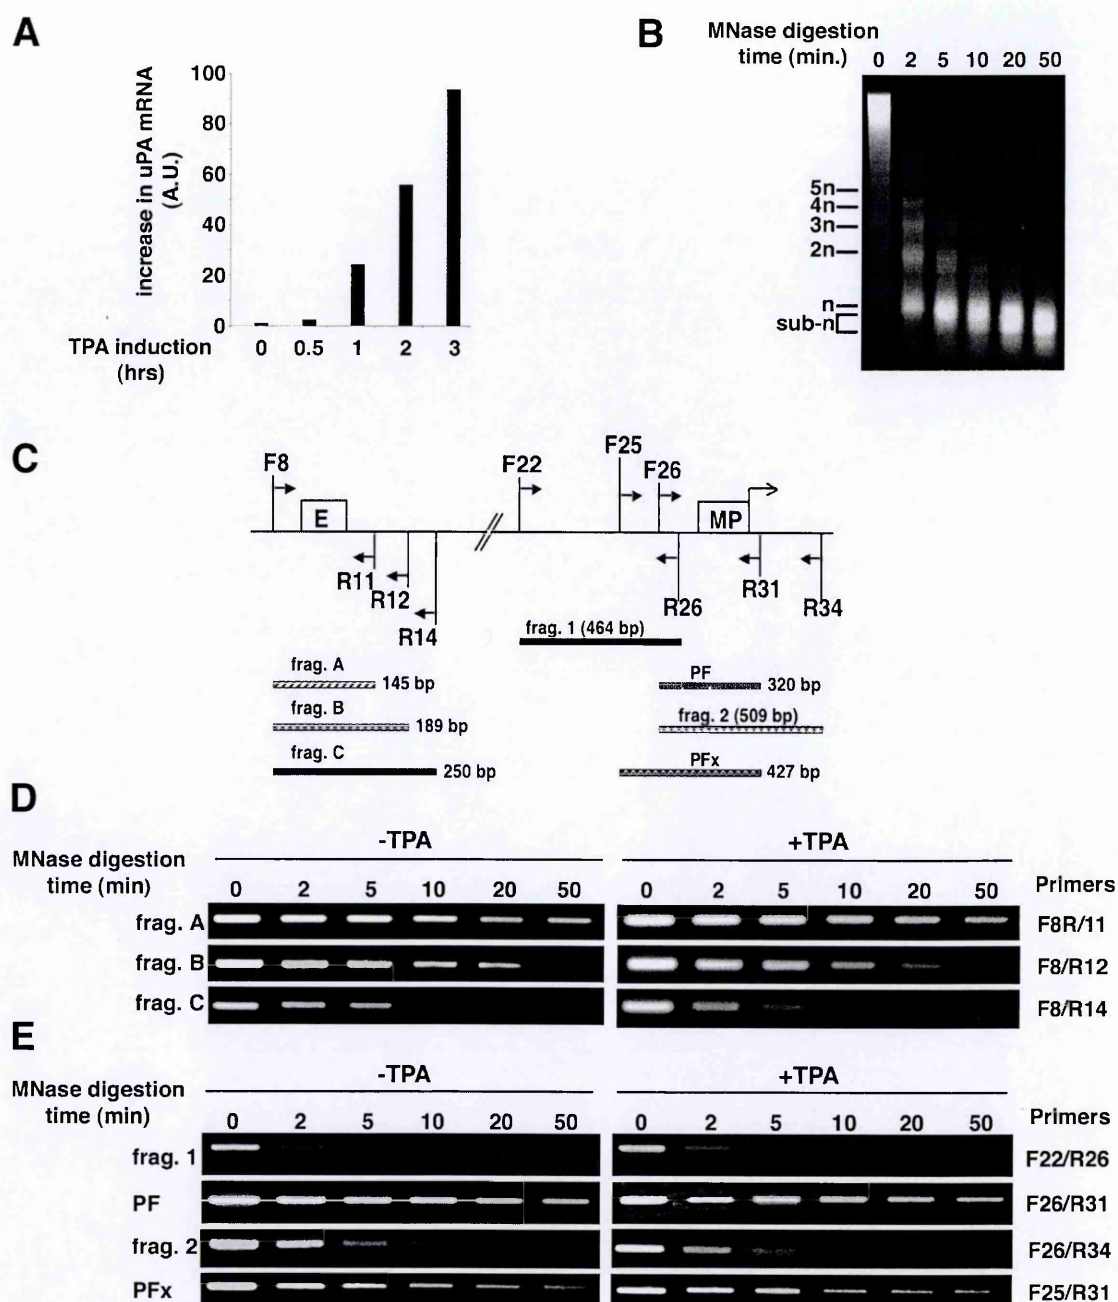 A
increase in uPA mRNA
(A.U.)
100
80
60
40
20
0
TPA induction
(hrs)
0 0.5 1 2 3
B
MNase digestion
time (min.)
0 2 5 10 20 50
5n
4n
3n
2n
n
sub-n
C
F8
F22
F25
F26
E
MP
R11
R12
R14
R26
R31
R34
frag. 1 (464 bp)
frag. A
145 bp
frag. B
189 bp
frag. C
250 bp
PF
320 bp
frag. 2 (509 bp)
PFx
427 bp
D
-TPA
+TPA
MNase digestion
time (min)
0 2 5 10 20 50
0 2 5 10 20 50
Primers
frag. A
F8R/11
frag. B
F8/R12
frag. C
F8/R14
E
-TPA
+TPA
MNase digestion
time (min)
0 2 5 10 20 50
0 2 5 10 20 50
Primers
frag. 1
F22/R26
PF
F26/R31
frag. 2
F26/R34
PFx
F25/R31